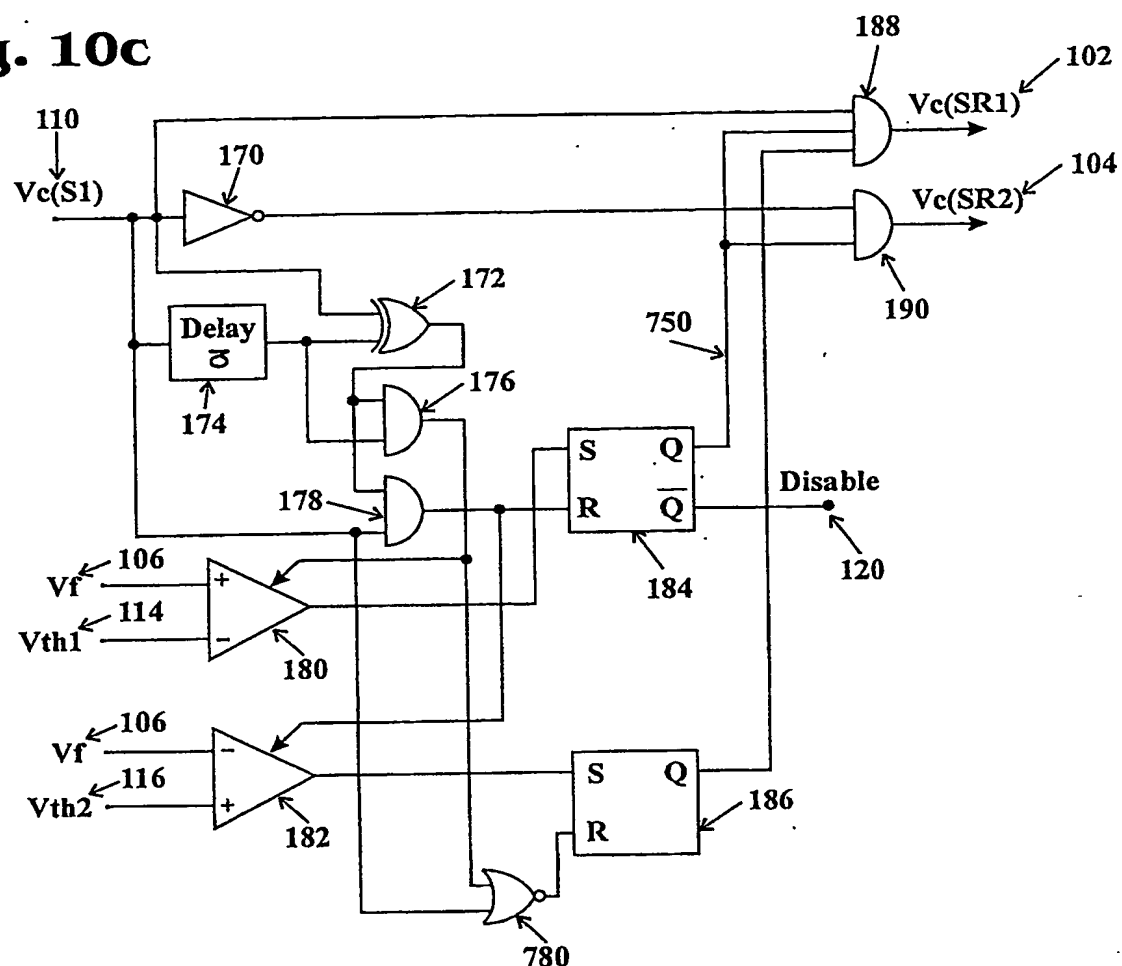 g. 10c
188
102
Vc(SR1)
110
Vc(S1)
170
104
Vc(SR2)
190
172
Delay
174
750
176
178
S Q
R Q
184
Disable
120
Vf 106
+
Vth1 114
-
180
Vf 106
-
Vth2 116
+
182
S Q
R
186
780